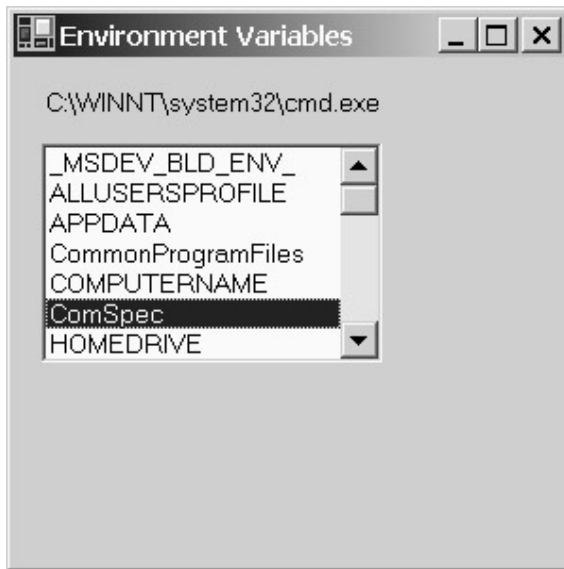 Environment Variables
C:\WINNT\system32\cmd.exe
_MSDEV_BLD_ENV_
ALLUSERSPROFILE
APPDATA
CommonProgramFiles
COMPUTERNAME
ComSpec
HOMEDRIVE